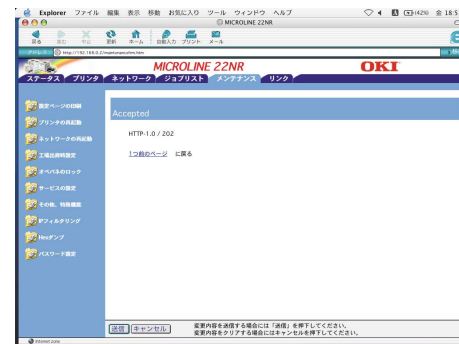 Explorer ファイル 編集 表示 移動 お気に入り ツール ウィンドウ ヘルプ (42%)
MICROLINE 22NR
戻る 進む 中止 更新 ホーム 自動入力 プリント メール
MICROLINE 22NR OKI
ステータス プリンタ ネットワーク ジョブリスト メンテナンス リンク
設定ページの印刷
プリンタの再起動
ネットワークの再起動
工場出荷時設定
オペパネのロック
サービスの設定
その他、特殊機能
IPフィルタリング
Hexダンプ
パスワード設定
Accepted
HTTP-1.0 / 202
1つ前のページ に戻る
送信 キャンセル
変更内容を送信する場合には「送信」を押下してください。
変更内容をクリアする場合にはキャンセルを押下してください。
Internet zone